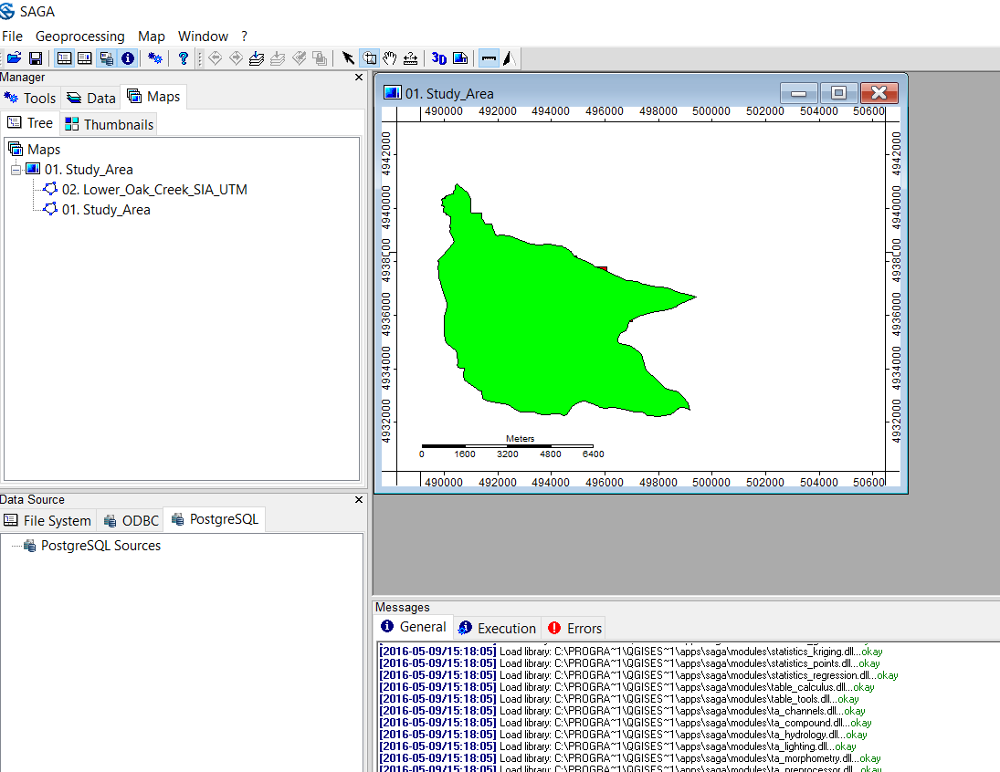 SAGA
File Geoprocessing Map Window ?
3D
Manager
Tools Data Maps
Tree Thumbnails
Maps
01. Study_Area
02. Lower_Oak_Creek_SIA_UTM
01. Study_Area
Data Source
File System ODBC PostgreSQL
PostgreSQL Sources
01. Study_Area
490000 492000 494000 496000 498000 500000 502000 504000 50600
4942000 4940000 4938000 4936000 4934000 4932000
4942000 4940000 4938000 4936000 4934000 4932000
Meters
0 1600 3200 4800 6400
490000 492000 494000 496000 498000 500000 502000 504000 50600
Messages
General Execution Errors
[2016-05-09/15:18:05] Load library: C:\PROGRA~1\QGISES~1\apps\saga\modules\statistics_kriging.dll...okay
[2016-05-09/15:18:05] Load library: C:\PROGRA~1\QGISES~1\apps\saga\modules\statistics_points.dll...okay
[2016-05-09/15:18:05] Load library: C:\PROGRA~1\QGISES~1\apps\saga\modules\statistics_regression.dll...okay
[2016-05-09/15:18:05] Load library: C:\PROGRA~1\QGISES~1\apps\saga\modules\table_calculus.dll...okay
[2016-05-09/15:18:05] Load library: C:\PROGRA~1\QGISES~1\apps\saga\modules\table_tools.dll...okay
[2016-05-09/15:18:05] Load library: C:\PROGRA~1\QGISES~1\apps\saga\modules\ta_channels.dll...okay
[2016-05-09/15:18:05] Load library: C:\PROGRA~1\QGISES~1\apps\saga\modules\ta_compound.dll...okay
[2016-05-09/15:18:05] Load library: C:\PROGRA~1\QGISES~1\apps\saga\modules\ta_hydrology.dll...okay
[2016-05-09/15:18:05] Load library: C:\PROGRA~1\QGISES~1\apps\saga\modules\ta_lighting.dll...okay
[2016-05-09/15:18:05] Load library: C:\PROGRA~1\QGISES~1\apps\saga\modules\ta_morphometry.dll...okay
[2016-05-09/15:18:05] Load library: C:\PROGRA~1\QGISES~1\apps\saga\modules\ta_preprocessor.dll...okay